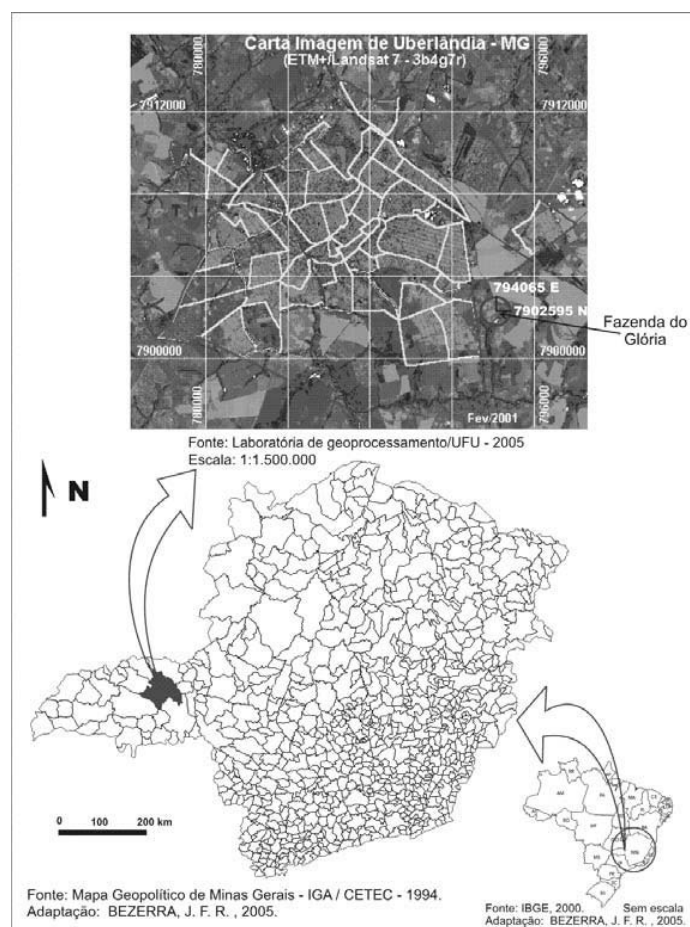 Carta Imagem de Uberlândia - MG
(ETM+/Landsat 7 - 3b4g7r)
780000
796000
7912000
7912000
794065 E
7902595 N
Fazenda do
Glória
7900000
7900000
780000
796000
Fev/2001
Fonte: Laboratória de geoprocessamento/UFU - 2005
Escala: 1:1.500.000
N
0 100 200 km
Fonte: Mapa Geopolítico de Minas Gerais - IGA / CETEC - 1994.
Adaptação: BEZERRA, J. F. R. , 2005.
Fonte: IBGE, 2000. Sem escala
Adaptação: BEZERRA, J. F. R. , 2005.